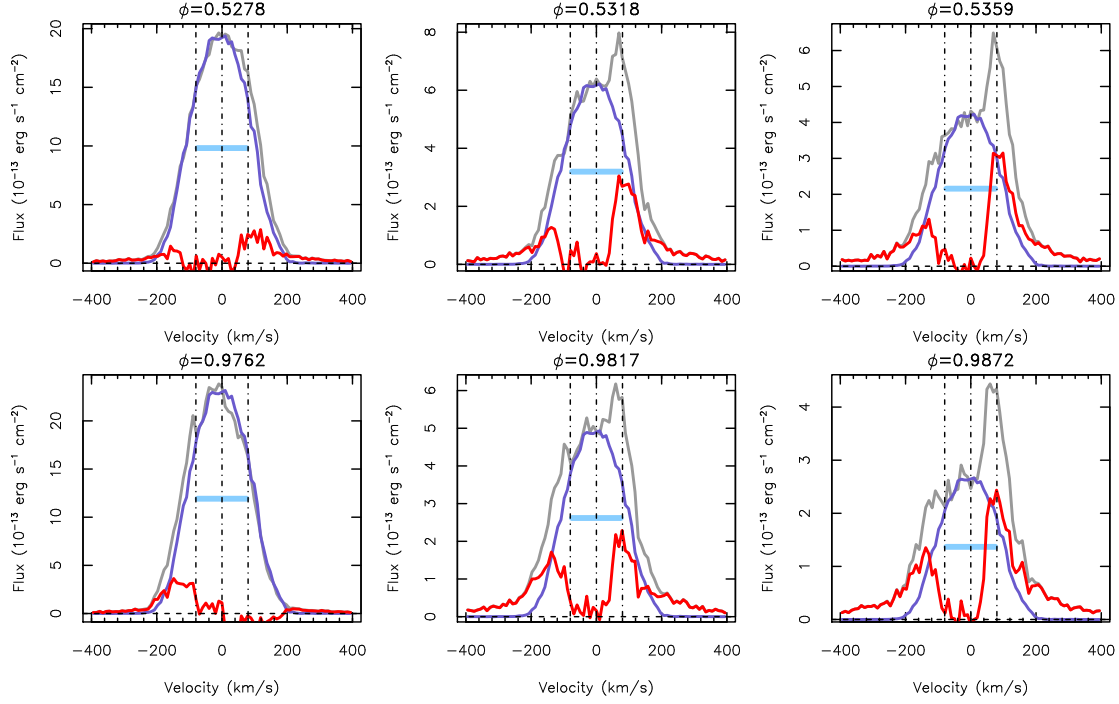 ϕ=0.5278
ϕ=0.5318
ϕ=0.5359
Flux (10⁻¹³ erg s⁻¹ cm⁻²)
0 5 10 15 20
−400 −200 0 200 400
Velocity (km/s)
Flux (10⁻¹³ erg s⁻¹ cm⁻²)
0 2 4 6 8
−400 −200 0 200 400
Velocity (km/s)
Flux (10⁻¹³ erg s⁻¹ cm⁻²)
0 1 2 3 4 5 6
−400 −200 0 200 400
Velocity (km/s)
ϕ=0.9762
ϕ=0.9817
ϕ=0.9872
Flux (10⁻¹³ erg s⁻¹ cm⁻²)
0 5 10 15 20
−400 −200 0 200 400
Velocity (km/s)
Flux (10⁻¹³ erg s⁻¹ cm⁻²)
0 1 2 3 4 5 6
−400 −200 0 200 400
Velocity (km/s)
Flux (10⁻¹³ erg s⁻¹ cm⁻²)
0 1 2 3 4
−400 −200 0 200 400
Velocity (km/s)